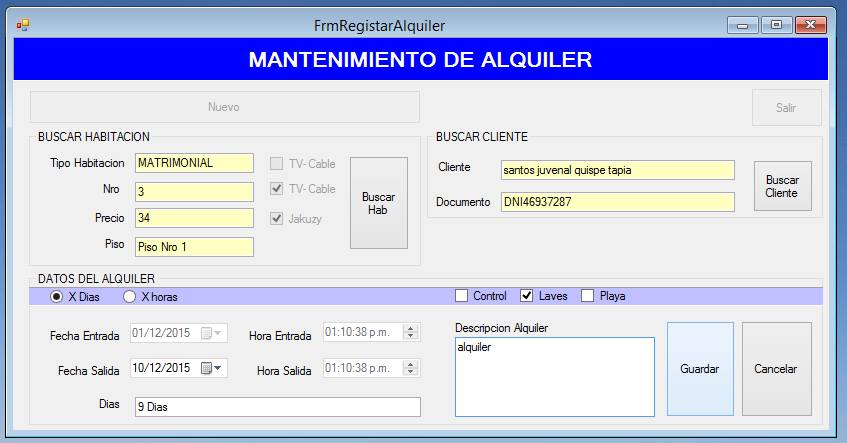 FrmRegistarAlquiler
MANTENIMIENTO DE ALQUILER
Nuevo
Salir
BUSCAR HABITACION
Tipo Habitacion MATRIMONIAL TV- Cable
Nro 3 TV- Cable
Precio 34 Jakuzy
Piso Piso Nro 1
Buscar
Hab
BUSCAR CLIENTE
Cliente santos juvenal quispe tapia
Documento DNI46937287
Buscar
Cliente
DATOS DEL ALQUILER
X Dias X horas Control Laves Playa
Fecha Entrada 01/12/2015 Hora Entrada 01:10:38 p.m.
Fecha Salida 10/12/2015 Hora Salida 01:10:38 p.m.
Dias 9 Dias
Descripcion Alquiler
alquiler
Guardar
Cancelar